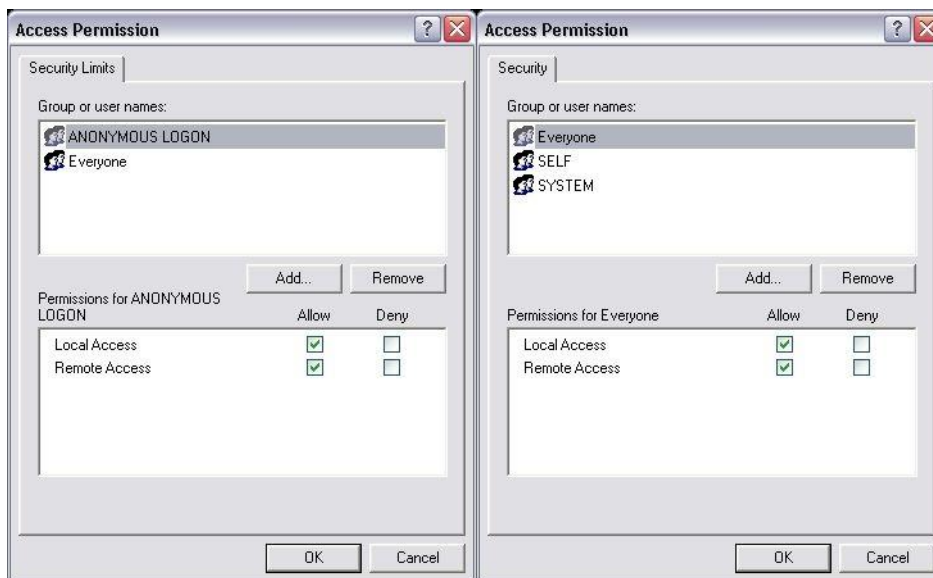 Access Permission
Security Limits
Group or user names:
ANONYMOUS LOGON
Everyone
Add...
Remove
Permissions for ANONYMOUS
LOGON
Allow
Deny
Local Access
Remote Access
OK
Cancel
Access Permission
Security
Group or user names:
Everyone
SELF
SYSTEM
Add...
Remove
Permissions for Everyone
Allow
Deny
Local Access
Remote Access
OK
Cancel